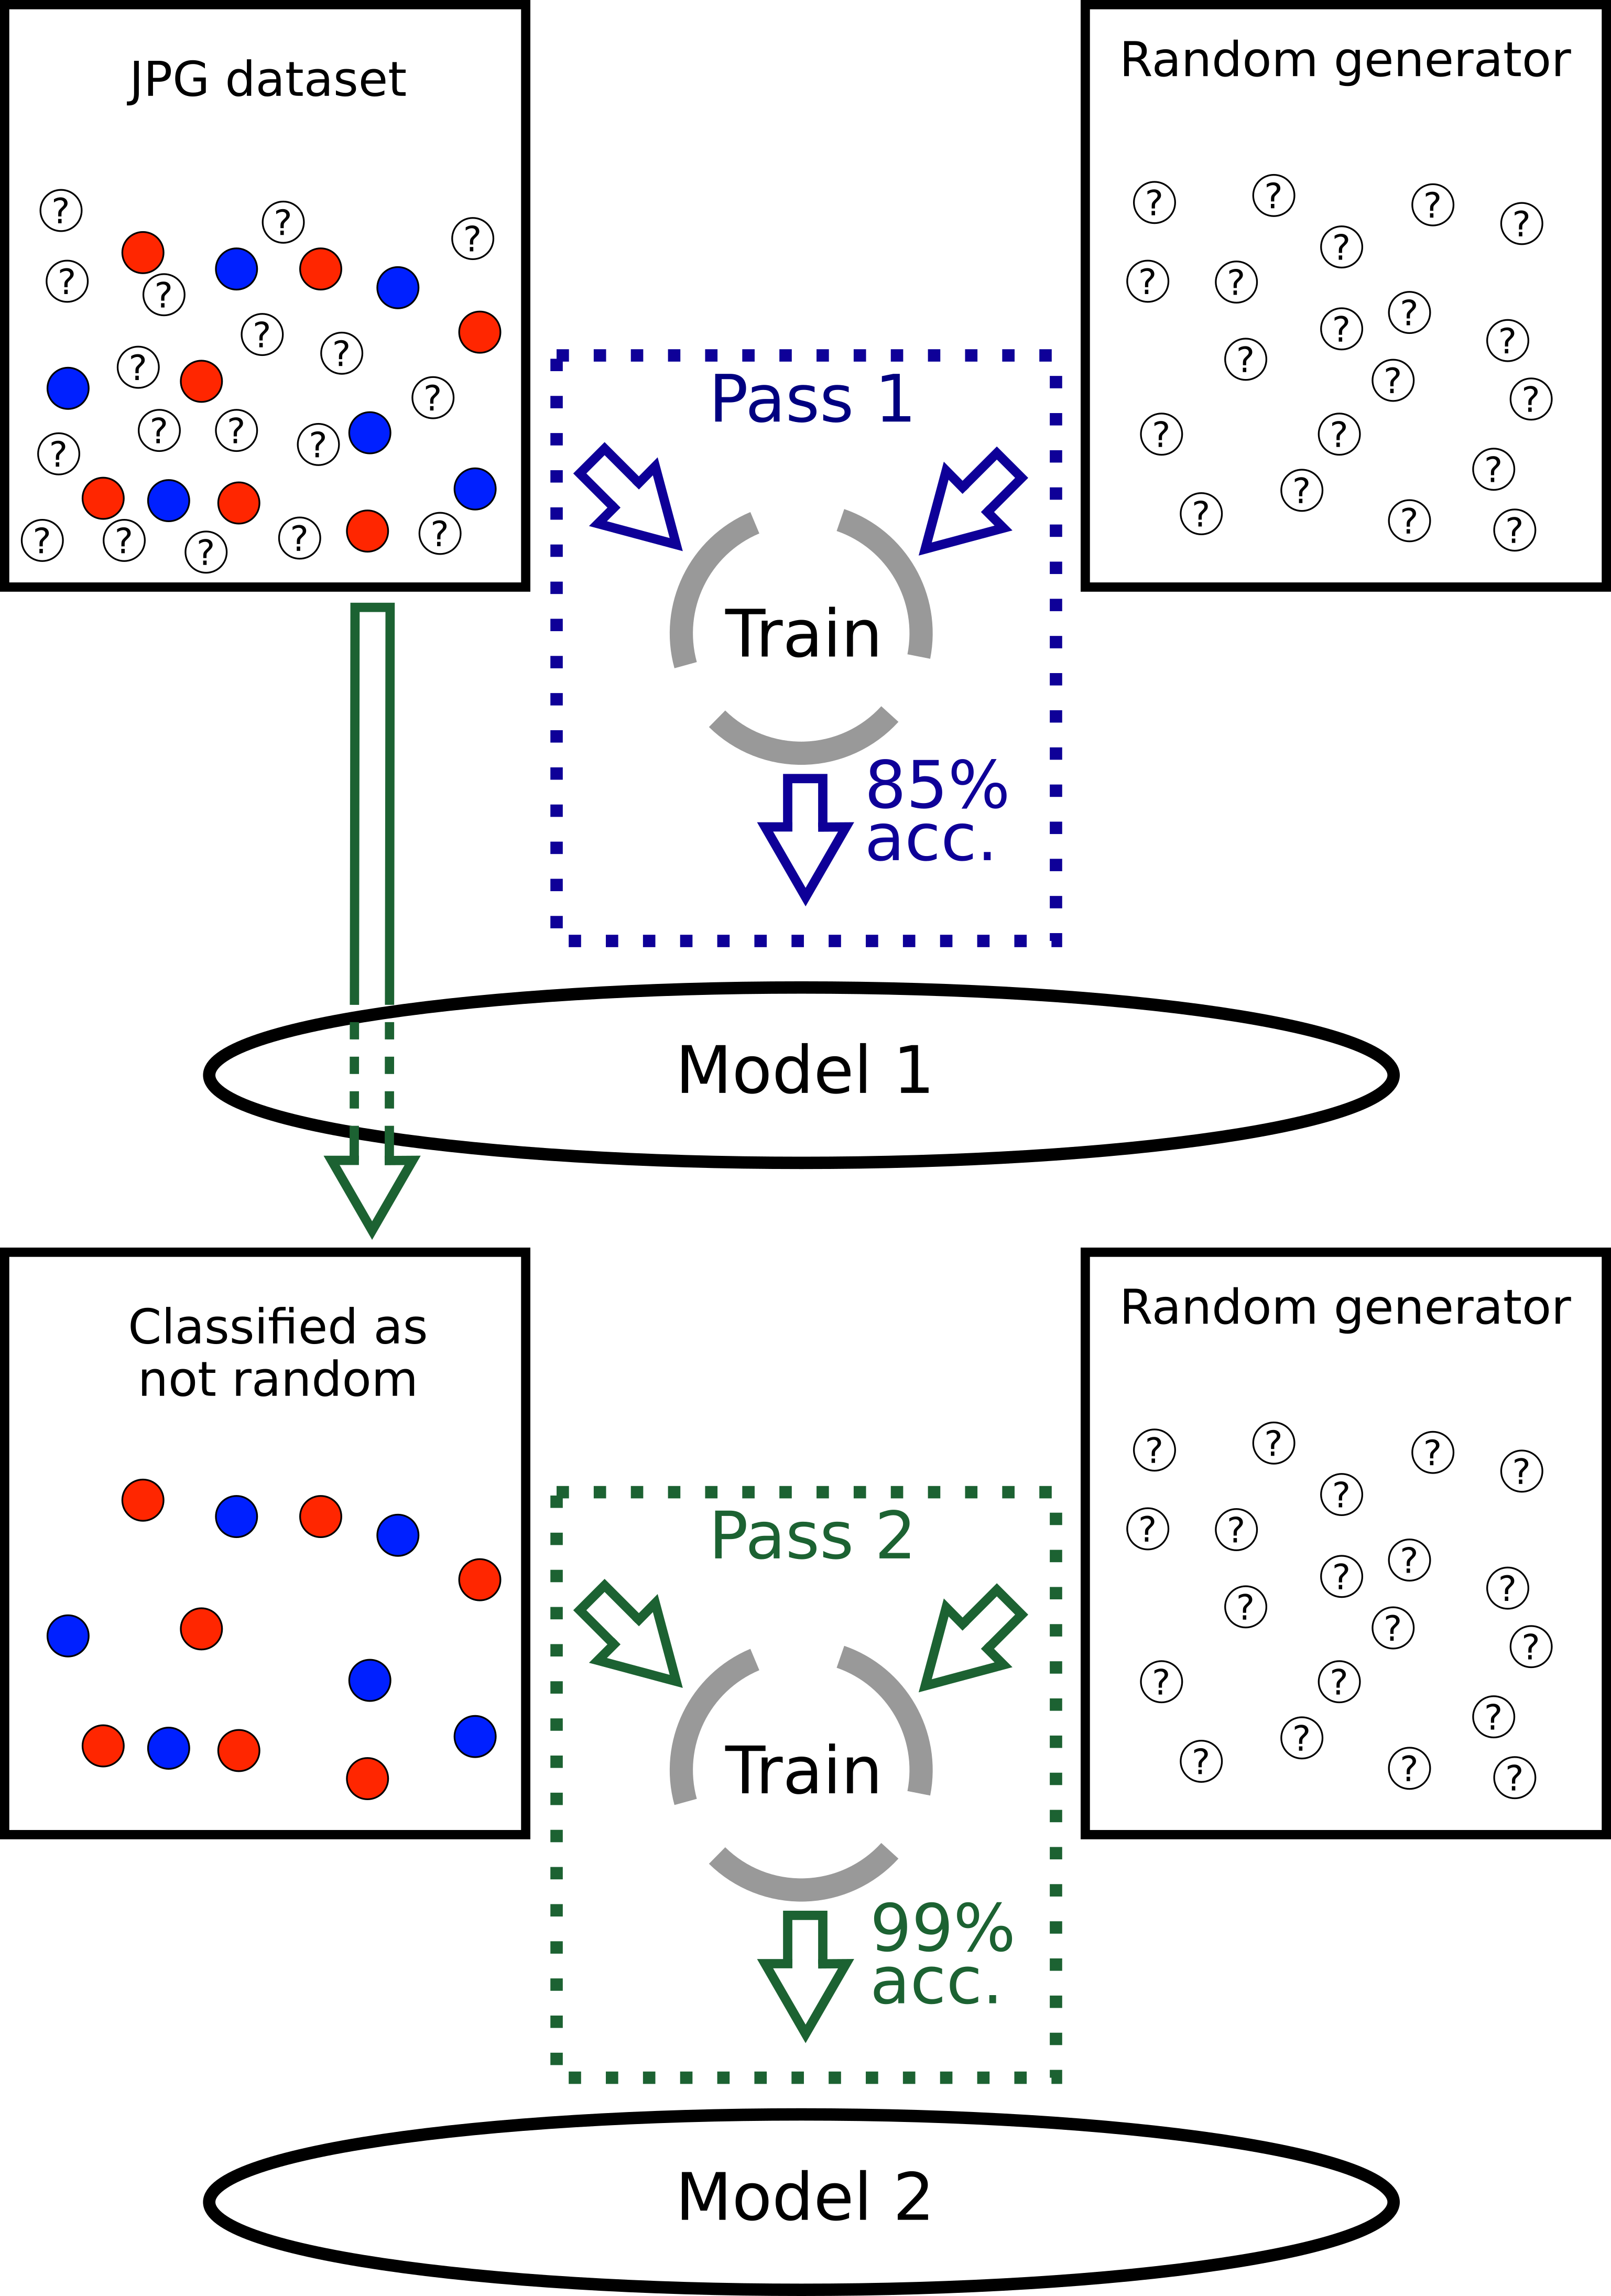 JPG dataset
Random generator
? ? ? ? ? ? ? ? ? ? ? ? ? ? ? ? ? ? ?
? ? ? ? ? ? ? ? ? ? ? ? ? ? ? ? ? ? ? ?
Pass 1
Train
85%
acc.
Model 1
Classified as
not random
Random generator
? ? ? ? ? ? ? ? ? ? ? ? ? ? ? ? ? ? ? ?
Pass 2
Train
99%
acc.
Model 2